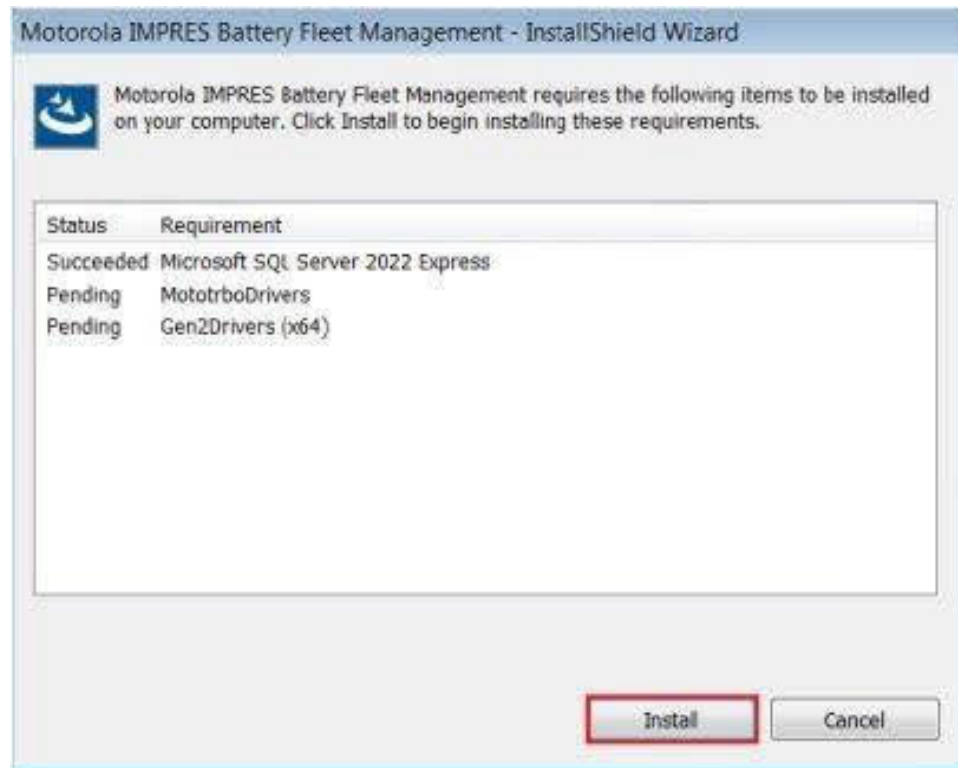 Motorola IMPRES Battery Fleet Management - InstallShield Wizard
Motorola IMPRES Battery Fleet Management requires the following items to be installed
on your computer. Click Install to begin installing these requirements.
Status Requirement
Succeeded Microsoft SQL Server 2022 Express
Pending MototrboDrivers
Pending Gen2Drivers (x64)
Install Cancel